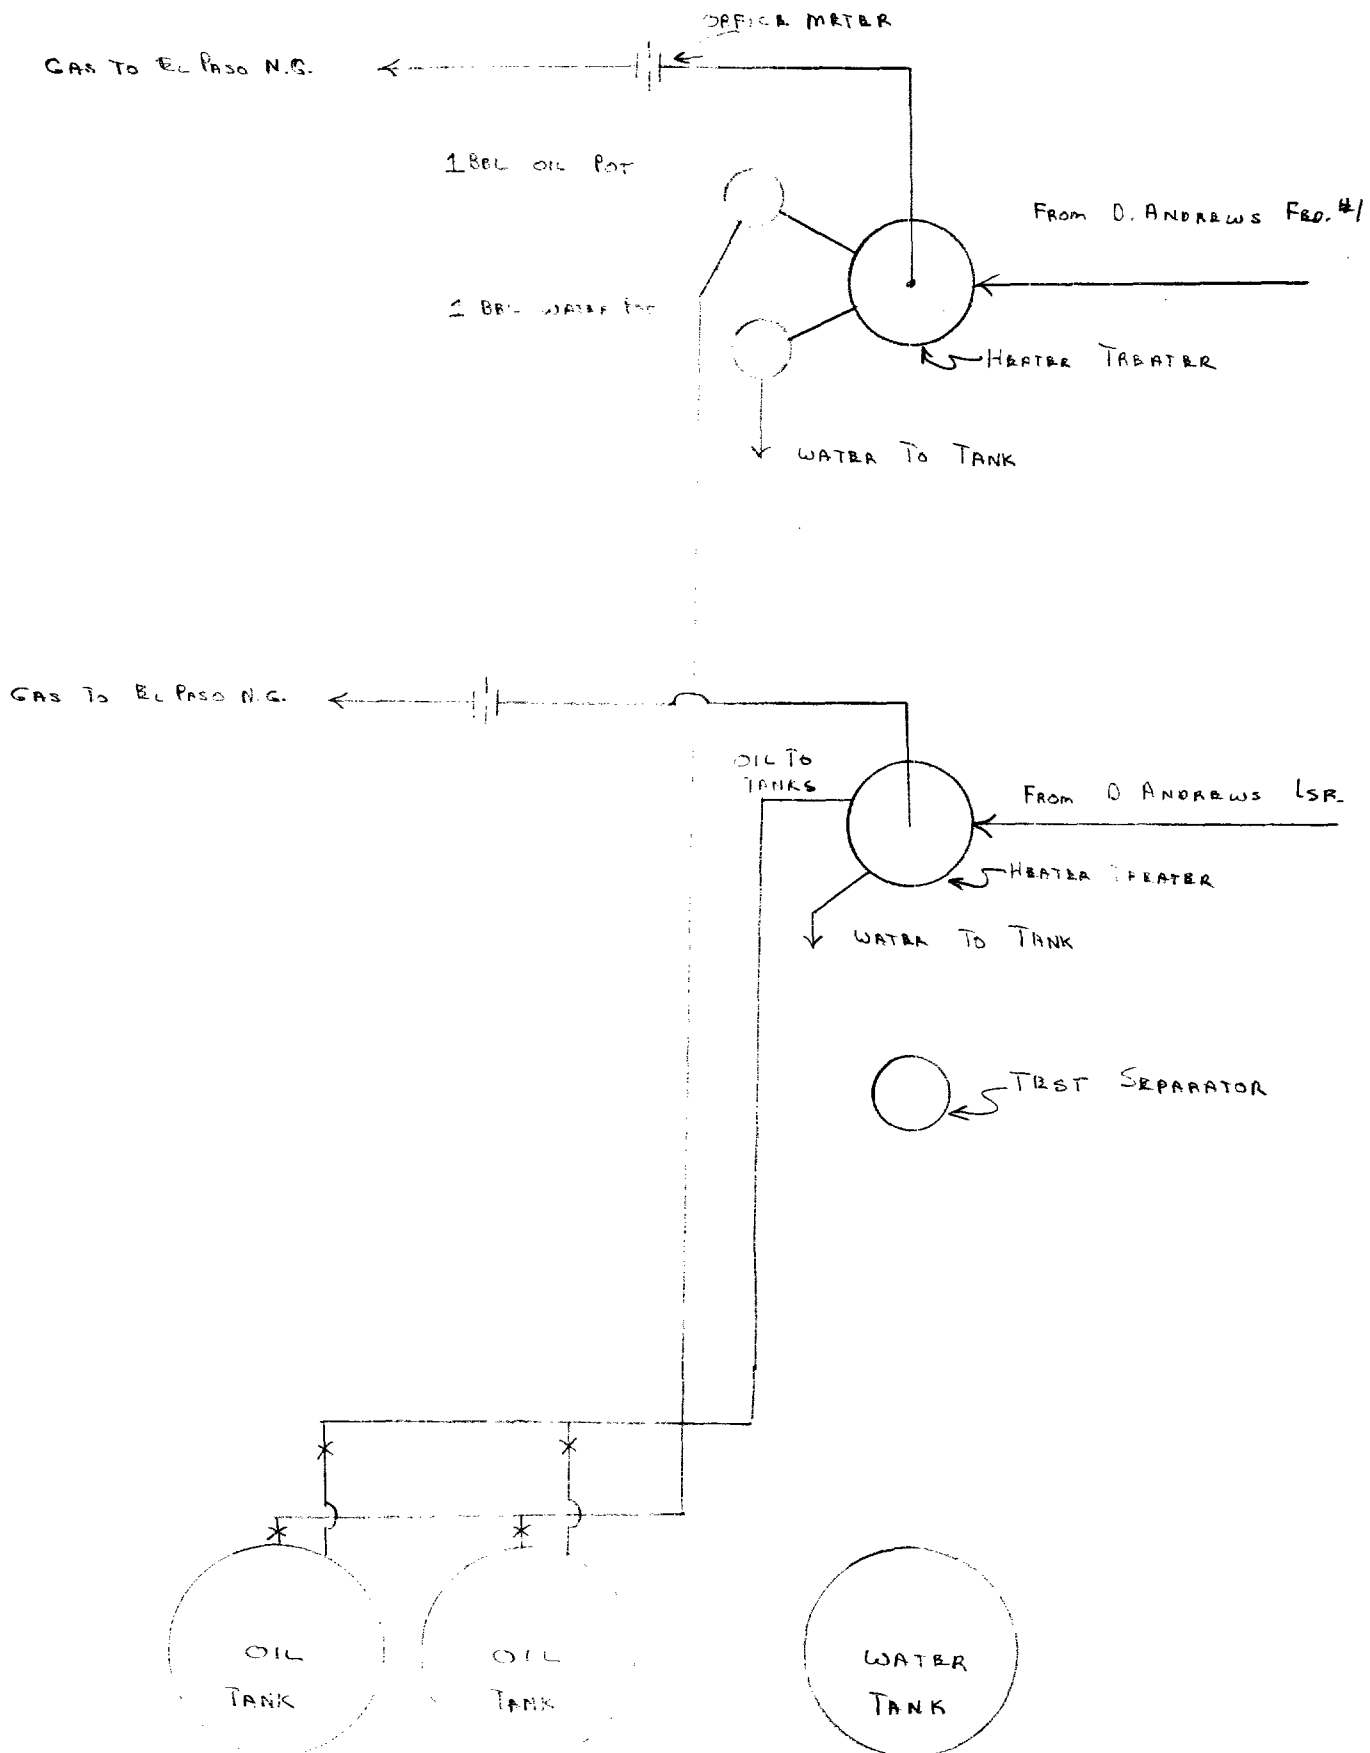 ORFICE METER
GAS TO EL PASO N.G.
1 BBL OIL POT
FROM D. ANDREWS FED. #1
1 BBL WATER POT
HEATER TREATER
WATER TO TANK
GAS TO EL PASO N.G.
OIL TO
TANKS
FROM D ANDREWS LSE.
HEATER TREATER
WATER TO TANK
TEST SEPARATOR
OIL
TANK
OIL
TANK
WATER
TANK